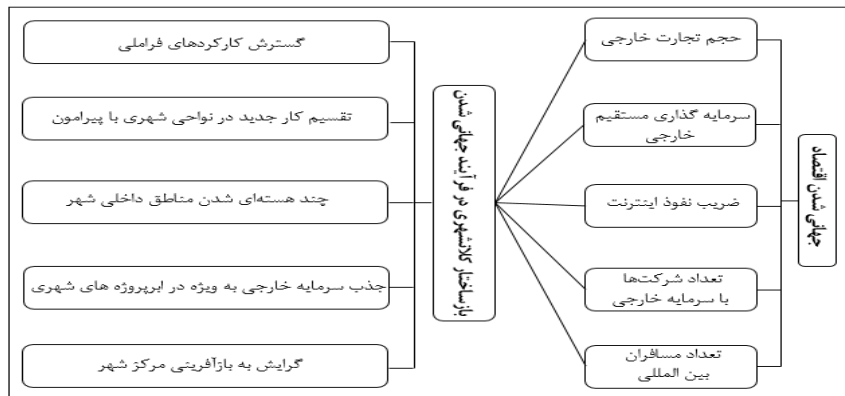 جهانی شدن اقتصاد
حجم تجارت خارجی
سرمایه گذاری مستقیم
خارجی
ضریب نفوذ اینترنت
تعداد شرکت‌ها
با سرمایه خارجی
تعداد مسافران
بین المللی
بازساختار کلانشهری در فرآیند جهانی شدن
گسترش کارکردهای فراملی
تقسیم کار جدید در نواحی شهری با پیرامون
چند هسته‌ای شدن مناطق داخلی شهر
جذب سرمایه خارجی به ویژه در ابرپروژه های شهری
گرایش به بازآفرینی مرکز شهر